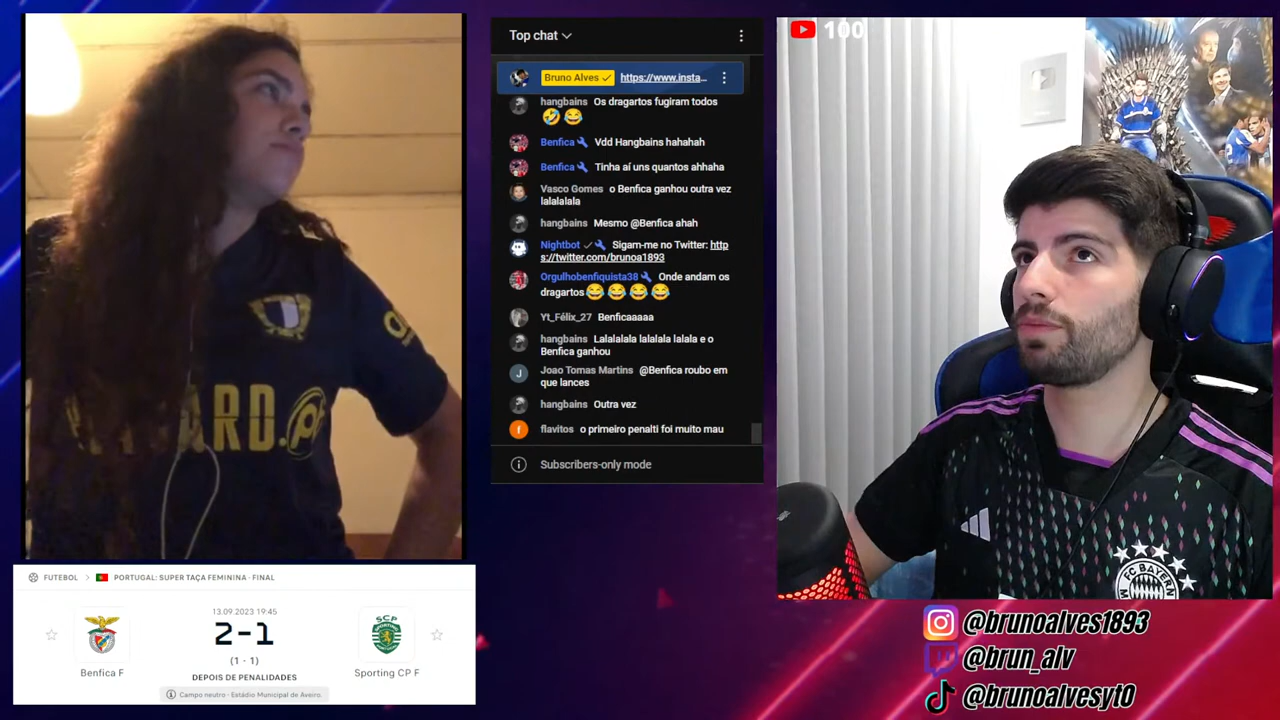 Top chat
Bruno Alves https://www.insta...
hangbains Os dragartos fugiram todos
Benfica Vdd Hangbains hahahah
Benfica Tinha aí uns quantos ahhaha
Vasco Gomes o Benfica ganhou outra vez
lalalalala
hangbains Mesmo @Benfica ahah
Nightbot Sigam-me no Twitter: http
s://twitter.com/brunoa1893
Orgulhobenfiquista38 Onde andam os
dragartos
Yt_Félix_27 Benficaaaaa
hangbains Lalalalala lalalala lalala e o
Benfica ganhou
J Joao Tomas Martins @Benfica roubo em
que lances
hangbains Outra vez
f flavitos o primeiro penalti foi muito mau
Subscribers-only mode
100
FC BAYERN
FUTEBOL > PORTUGAL: SUPER TAÇA FEMININA - FINAL
13.09.2023 19:45
2-1
(1 - 1)
DEPOIS DE PENALIDADES
Benfica F
SCP
SPORTING
Sporting CP F
Campo neutro - Estádio Municipal de Aveiro.
@brunoalves1893
@brun_alv
@brunoalvesyt0